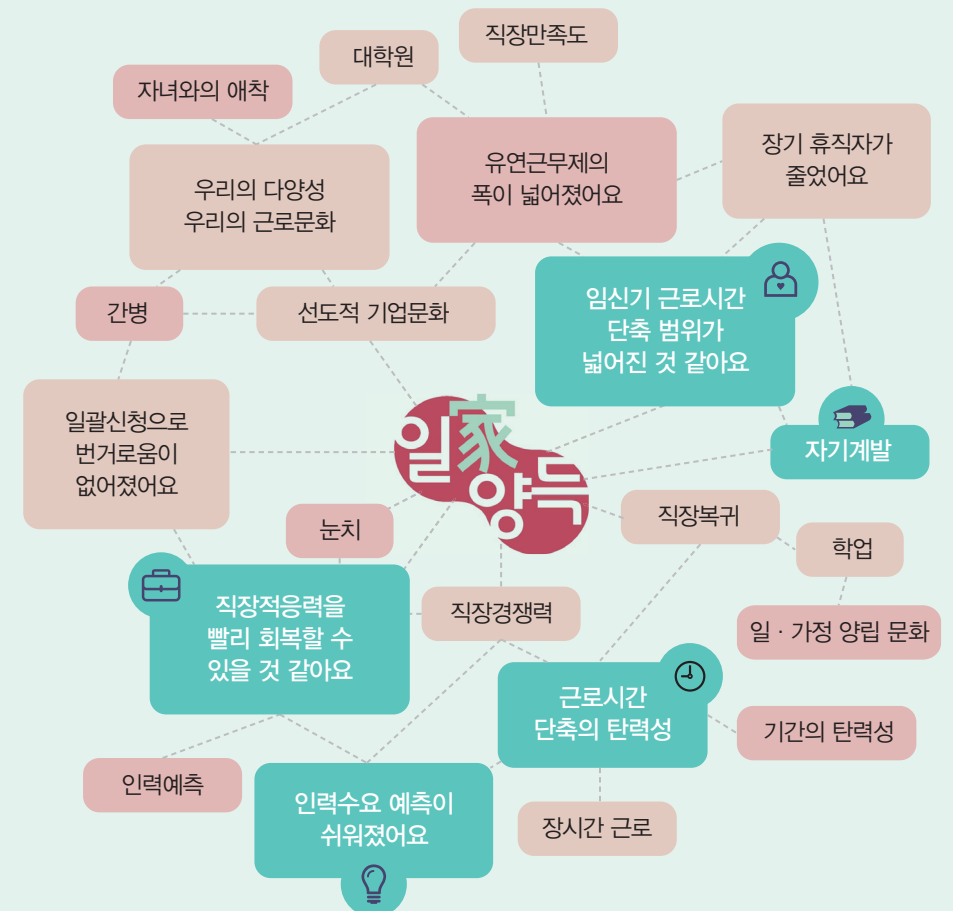 직장만족도
대학원
자녀와의 애착
유연근무제의
폭이 넓어졌어요
장기 휴직자가
줄었어요
우리의 다양성
우리의 근로문화
간병
선도적 기업문화
임신기 근로시간
단축 범위가
넓어진 것 같아요
일괄신청으로
번거로움이
없어졌어요
일家
양득
자기계발
눈치
직장복귀
학업
직장적응력을
빨리 회복할 수
있을 것 같아요
직장경쟁력
일 · 가정 양립 문화
근로시간
단축의 탄력성
기간의 탄력성
인력예측
인력수요 예측이
쉬워졌어요
장시간 근로